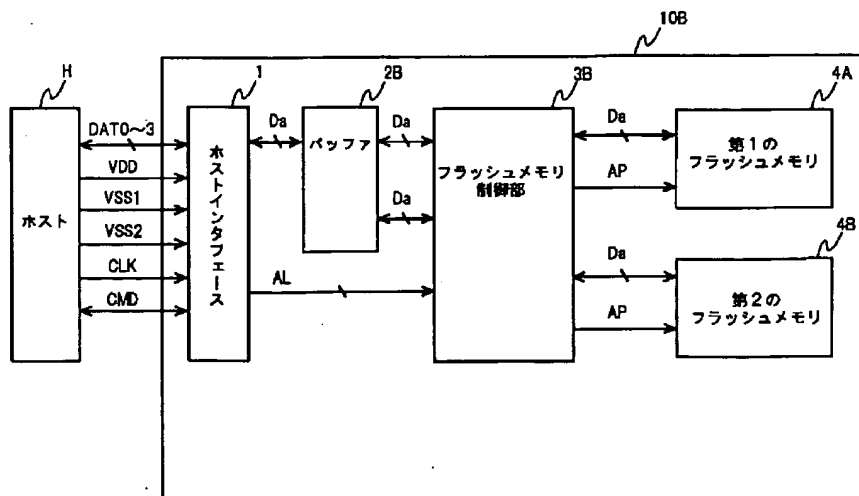 10B
H
1
2B
3B
4A
DAT0～3
VDD
VSS1
VSS2
CLK
CMD
ホスト
ホストインタフェース
Da
バッファ
Da
Da
AL
フラッシュメモリ
制御部
Da
AP
第1の
フラッシュメモリ
4B
Da
AP
第2の
フラッシュメモリ